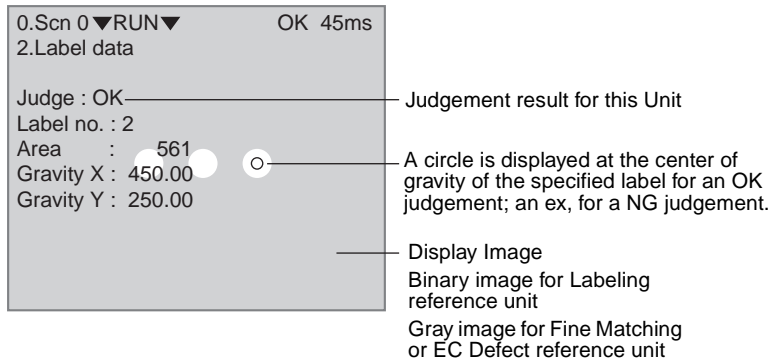 0.Scn 0 ▼RUN▼ OK 45ms
2.Label data
Judge : OK
Label no. : 2
Area : 561
Gravity X : 450.00
Gravity Y : 250.00
Judgement result for this Unit
A circle is displayed at the center of
gravity of the specified label for an OK
judgement; an ex, for a NG judgement.
Display Image
Binary image for Labeling
reference unit
Gray image for Fine Matching
or EC Defect reference unit